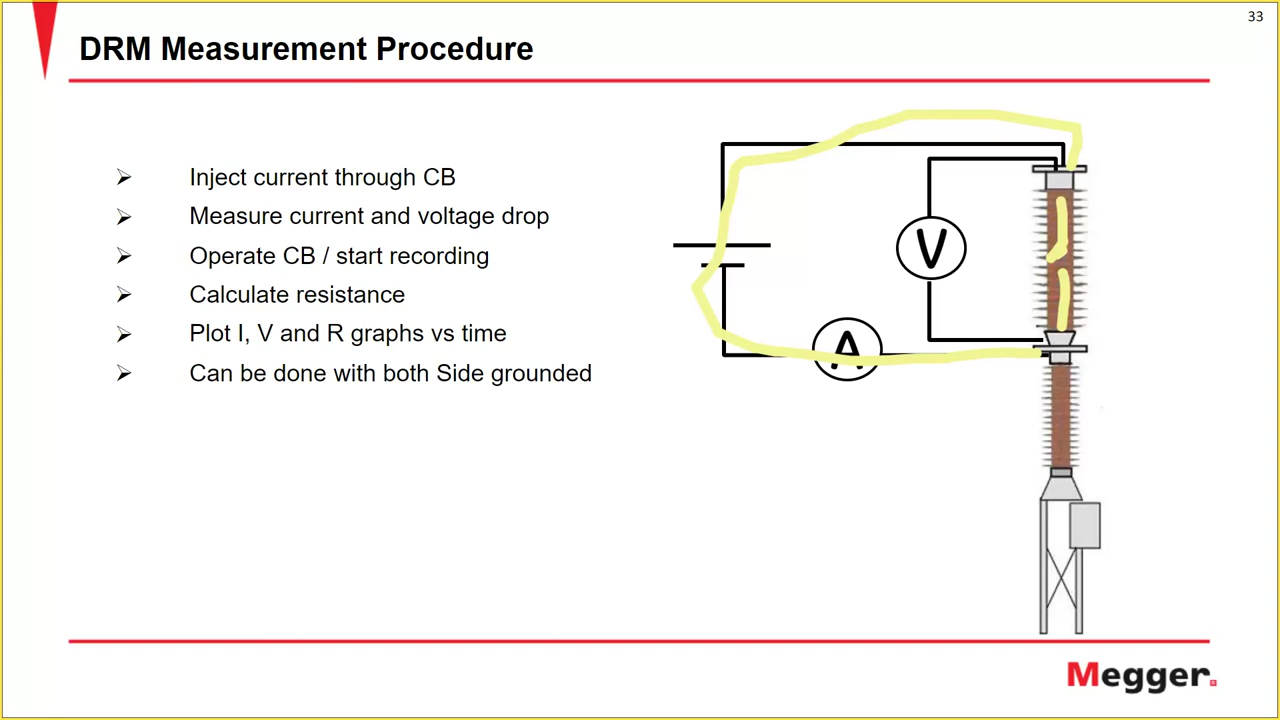 33
DRM Measurement Procedure
➢ Inject current through CB
➢ Measure current and voltage drop
➢ Operate CB / start recording
➢ Calculate resistance
➢ Plot I, V and R graphs vs time
➢ Can be done with both Side grounded
V
A
Megger.